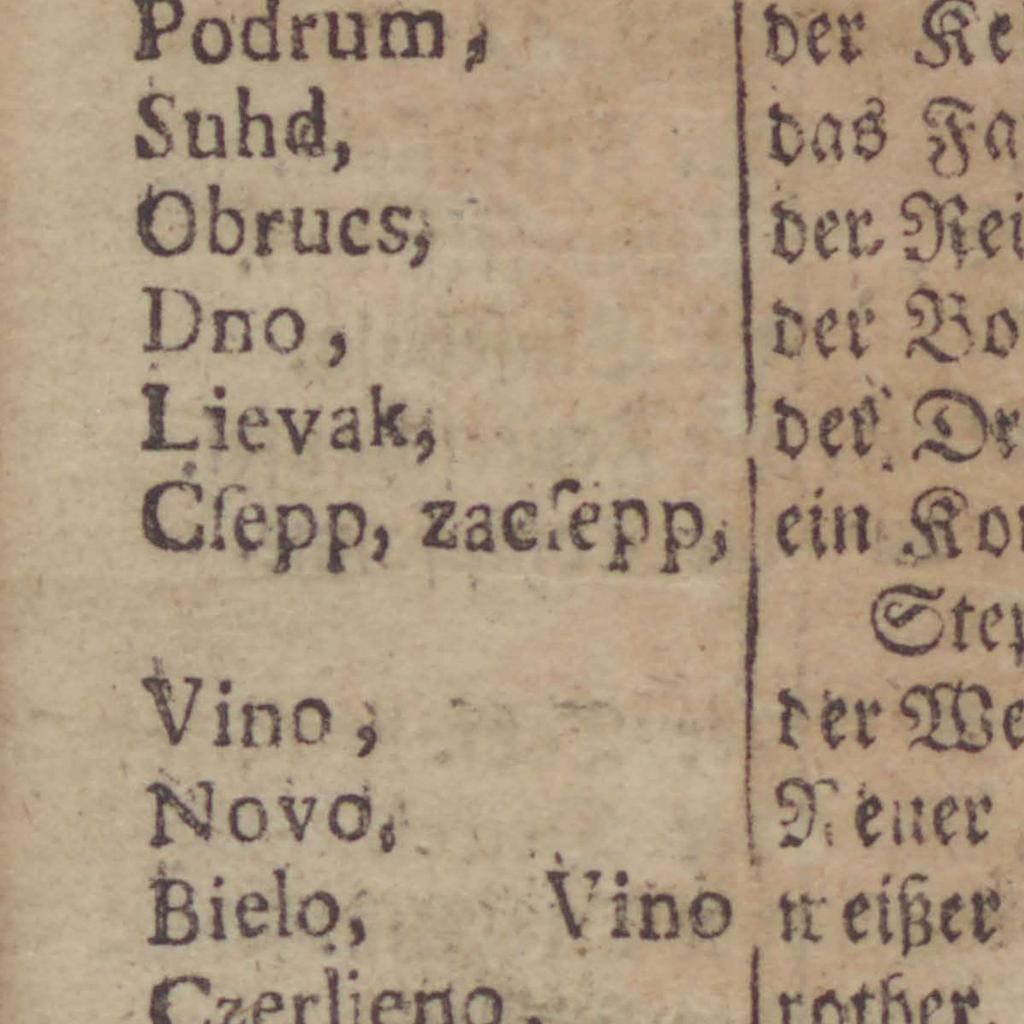 Podrum, der Ke
Suhd, das Fa
Obrucs, der Rei
Dno, der Bo
Lievak, der Dr
Cſepp, zacſepp, ein
Step
Vino, der We
Novo, Neuer
Bielo, Vino weißer
Czerlieno, rother